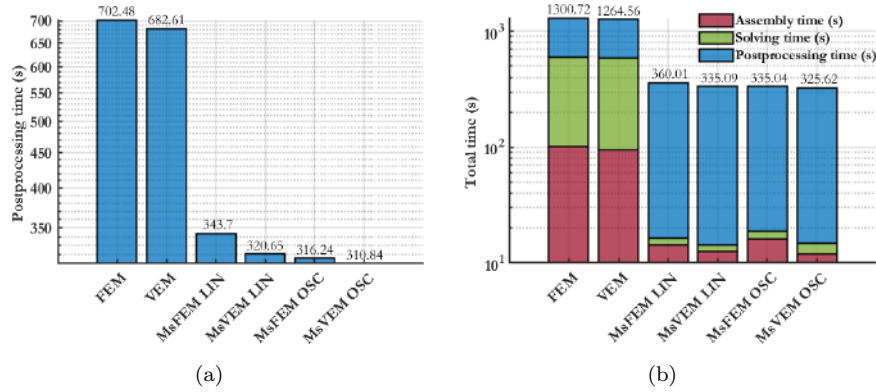 Postprocessing time (s)
700
650
600
550
500
450
400
350
702.48
682.61
343.7
320.65
316.24
310.84
FEM
VEM
MsFEM LIN
MsVEM LIN
MsFEM OSC
MsVEM OSC
(a)
Total time (s)
10³
10²
10¹
1300.72
1264.56
360.01
335.09
335.04
325.62
Assembly time (s)
Solving time (s)
Postprocessing time (s)
FEM
VEM
MsFEM LIN
MsVEM LIN
MsFEM OSC
MsVEM OSC
(b)